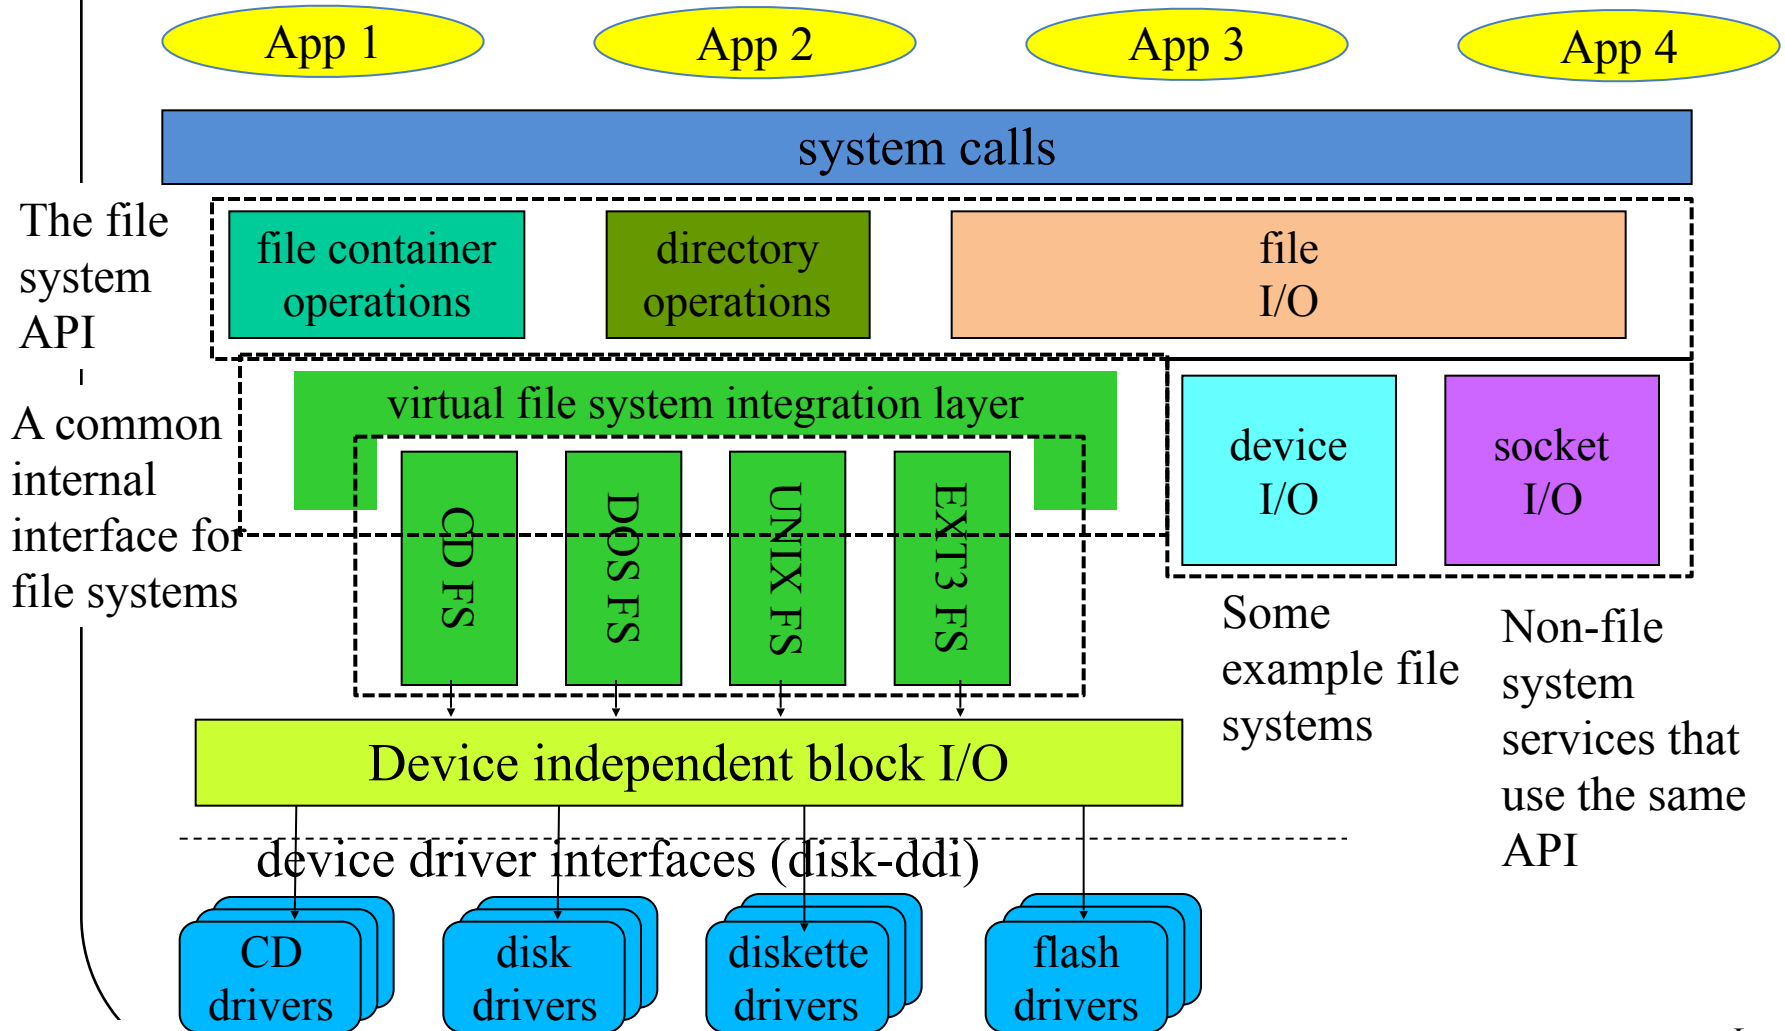 App 1
App 2
App 3
App 4
system calls
The file
system
API
file container
operations
directory
operations
file
I/O
A common
internal
interface for
file systems
virtual file system integration layer
device
I/O
socket
I/O
CD FS
DOS FS
UNIX FS
EXT3 FS
Some
example file
systems
Non-file
system
services that
use the same
API
Device independent block I/O
device driver interfaces (disk-ddi)
CD
drivers
disk
drivers
diskette
drivers
flash
drivers